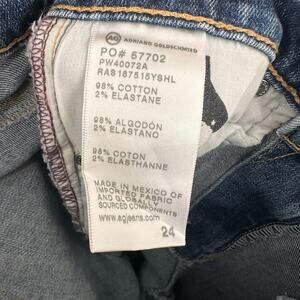 AG ADRIANO GOLDSCHMIED
PO# 57702
PW40072A
RAS187515YSHL
98% COTTON
2% ELASTANE
98% ALGODÓN
2% ELASTANO
98% COTON
2% ELASTHANNE
MADE IN MEXICO OF
IMPORTED FABRIC
AND GLOBALLY
SOURCED COMPONENTS
www.agjeans.com
24